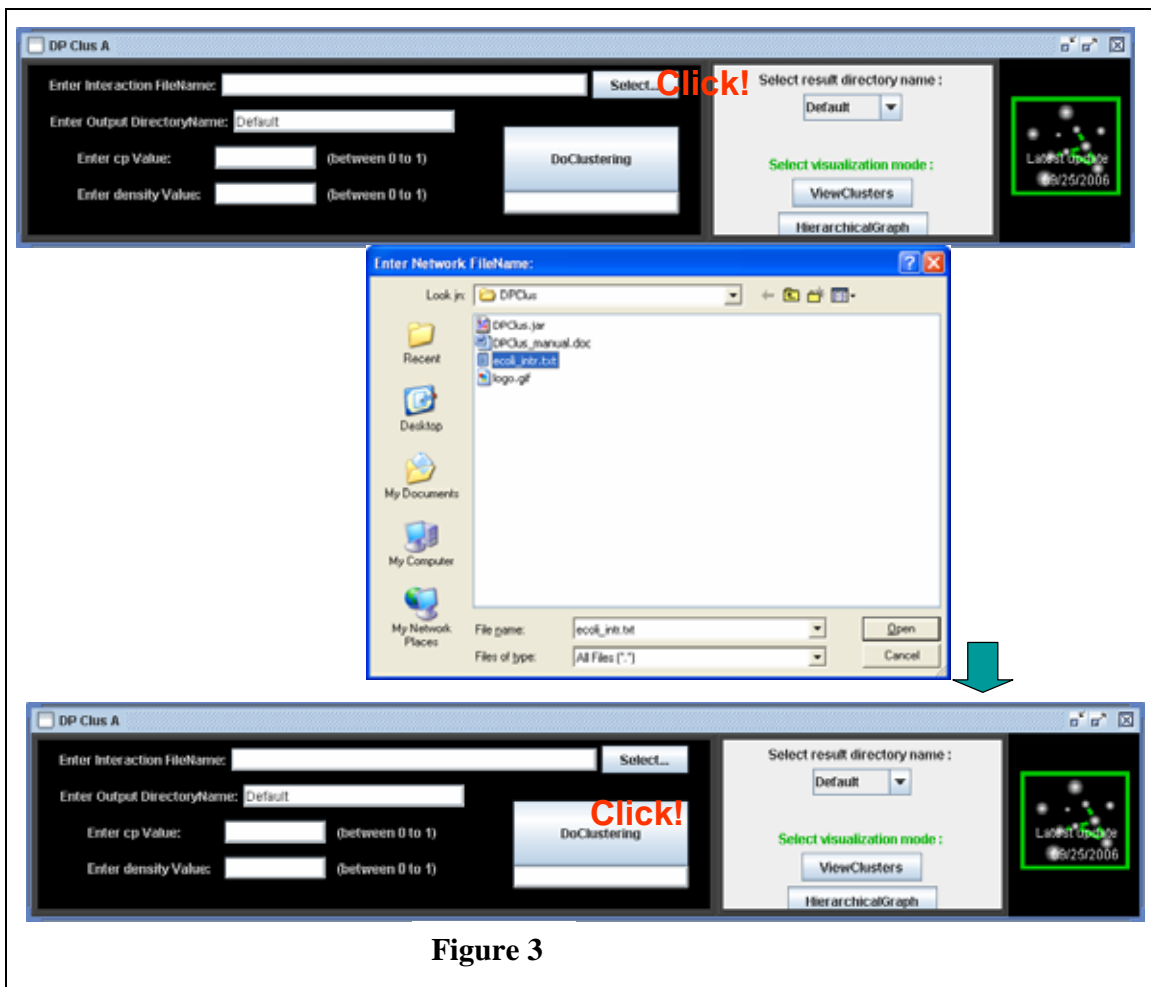 DP Clus A
Enter Interaction FileName:
Select...
Click!
Select result directory name :
Default
Enter Output DirectoryName:
Default
Enter cp Value:
(between 0 to 1)
DoClustering
Select visualization mode :
Latest Update
09/25/2006
Enter density Value:
(between 0 to 1)
ViewClusters
HierarchicalGraph
Enter Network FileName:
Look in:
DPClus
DPClus.jar
DPClus_manual.doc
ecoli_intr.txt
logo.gif
Recent
Desktop
My Documents
My Computer
My Network
Places
File name:
ecoli_intr.txt
Open
Files of type:
All Files (*.*)
Cancel
DP Clus A
Enter Interaction FileName:
Select...
Select result directory name :
Default
Enter Output DirectoryName:
Default
Click!
Enter cp Value:
(between 0 to 1)
DoClustering
Select visualization mode :
Latest Update
09/25/2006
Enter density Value:
(between 0 to 1)
ViewClusters
HierarchicalGraph
Figure 3